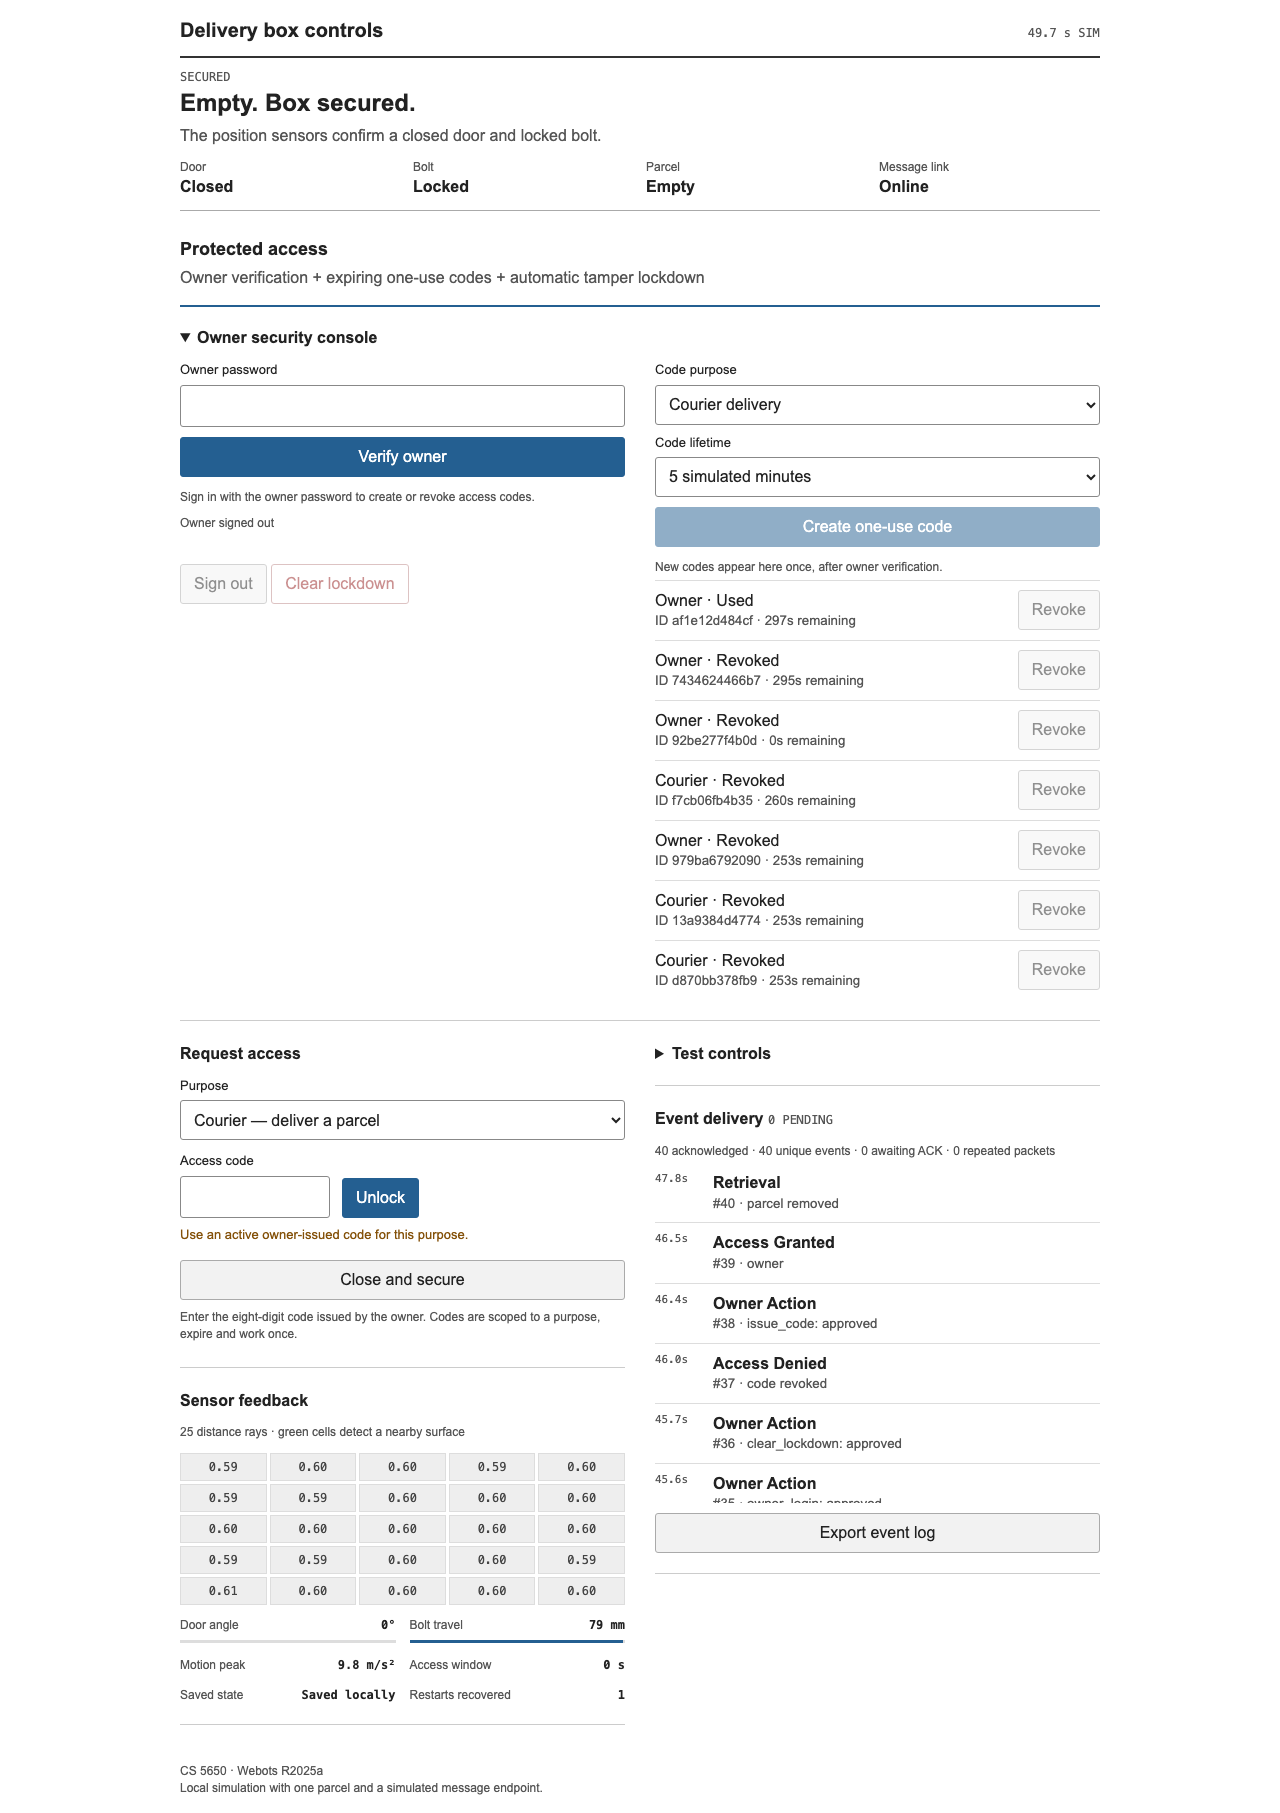 Delivery box controls
49.7 s SIM
SECURED
Empty. Box secured.
The position sensors confirm a closed door and locked bolt.
Door
Closed
Bolt
Locked
Parcel
Empty
Message link
Online
Protected access
Owner verification + expiring one-use codes + automatic tamper lockdown
▼ Owner security console
Owner password
Verify owner
Sign in with the owner password to create or revoke access codes.
Owner signed out
Sign out
Clear lockdown
Code purpose
Courier delivery
Code lifetime
5 simulated minutes
Create one-use code
New codes appear here once, after owner verification.
Owner · Used
ID af1e12d484cf · 297s remaining
Revoke
Owner · Revoked
ID 7434624466b7 · 295s remaining
Revoke
Owner · Revoked
ID 92be277f4b0d · 0s remaining
Revoke
Courier · Revoked
ID f7cb06fb4b35 · 260s remaining
Revoke
Owner · Revoked
ID 979ba6792090 · 253s remaining
Revoke
Courier · Revoked
ID 13a9384d4774 · 253s remaining
Revoke
Courier · Revoked
ID d870bb378fb9 · 253s remaining
Revoke
Request access
Purpose
Courier — deliver a parcel
Access code
Unlock
Use an active owner-issued code for this purpose.
Close and secure
Enter the eight-digit code issued by the owner. Codes are scoped to a purpose,
expire and work once.
Sensor feedback
25 distance rays · green cells detect a nearby surface
0.59 0.60 0.60 0.59 0.60
0.59 0.59 0.60 0.60 0.60
0.60 0.60 0.60 0.60 0.60
0.59 0.59 0.60 0.60 0.59
0.61 0.60 0.60 0.60 0.60
Door angle 0°
Bolt travel 79 mm
Motion peak 9.8 m/s²
Access window 0 s
Saved state Saved locally
Restarts recovered 1
▶ Test controls
Event delivery 0 PENDING
40 acknowledged · 40 unique events · 0 awaiting ACK · 0 repeated packets
47.8s Retrieval
#40 · parcel removed
46.5s Access Granted
#39 · owner
46.4s Owner Action
#38 · issue_code: approved
46.0s Access Denied
#37 · code revoked
45.7s Owner Action
#36 · clear_lockdown: approved
45.6s Owner Action
#35 · owner_login: approved
Export event log
CS 5650 · Webots R2025a
Local simulation with one parcel and a simulated message endpoint.